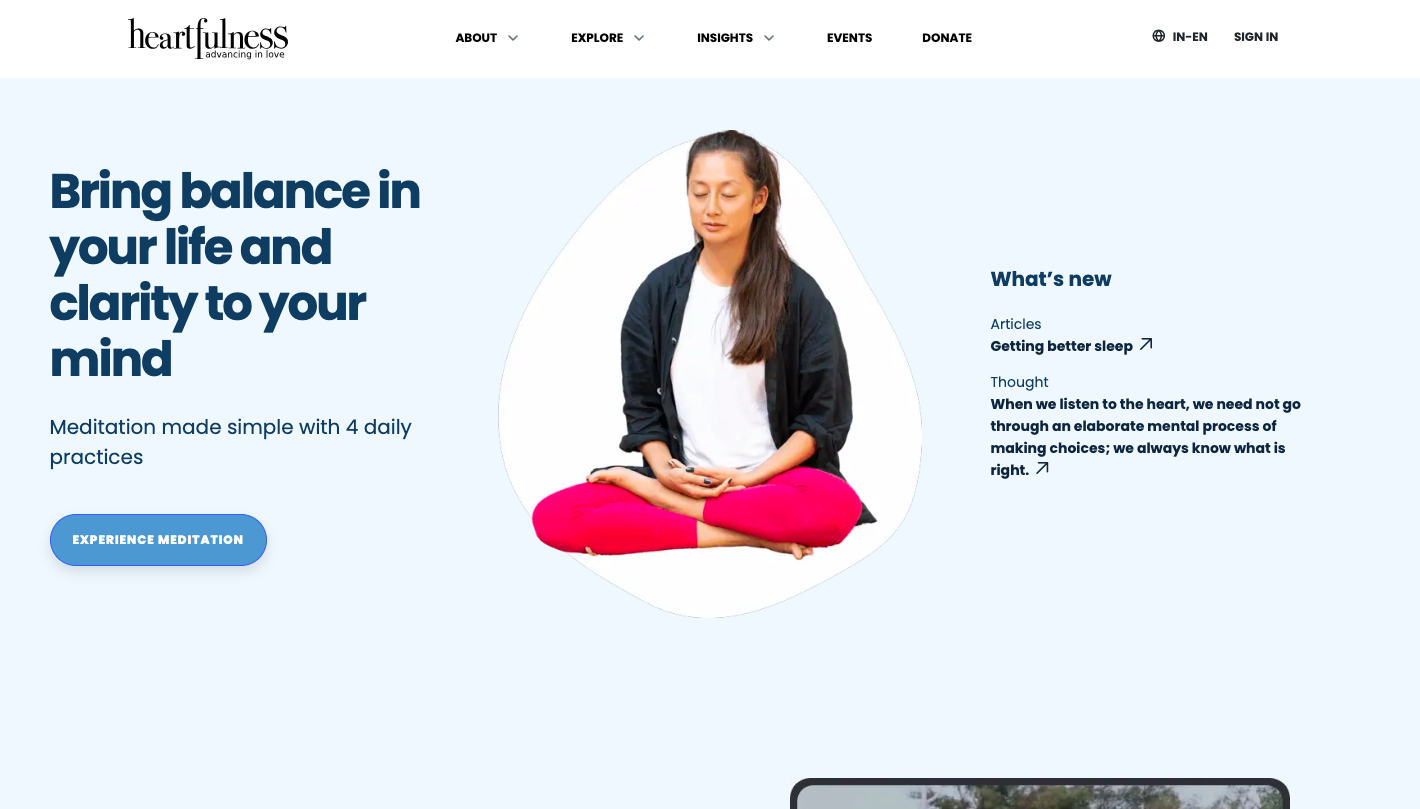 heartfulness
advancing in love
ABOUT
EXPLORE
INSIGHTS
EVENTS
DONATE
IN-EN
SIGN IN
Bring balance in
your life and
clarity to your
mind
Meditation made simple with 4 daily
practices
EXPERIENCE MEDITATION
What’s new
Articles
Getting better sleep
Thought
When we listen to the heart, we need not go
through an elaborate mental process of
making choices; we always know what is
right.